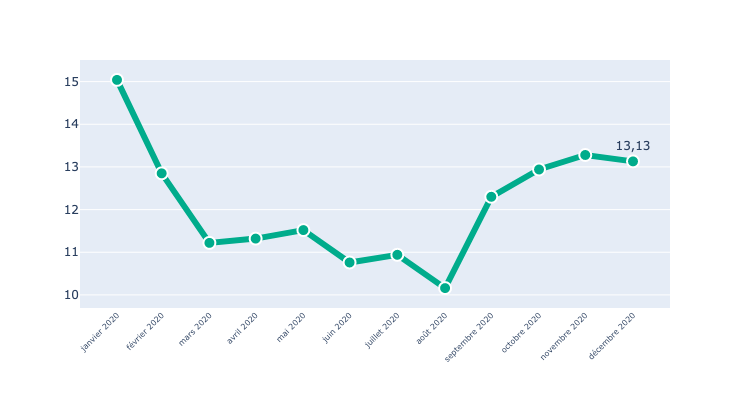 15
14
13
12
11
10
13,13
janvier 2020
février 2020
mars 2020
avril 2020
mai 2020
juin 2020
juillet 2020
août 2020
septembre 2020
octobre 2020
novembre 2020
décembre 2020